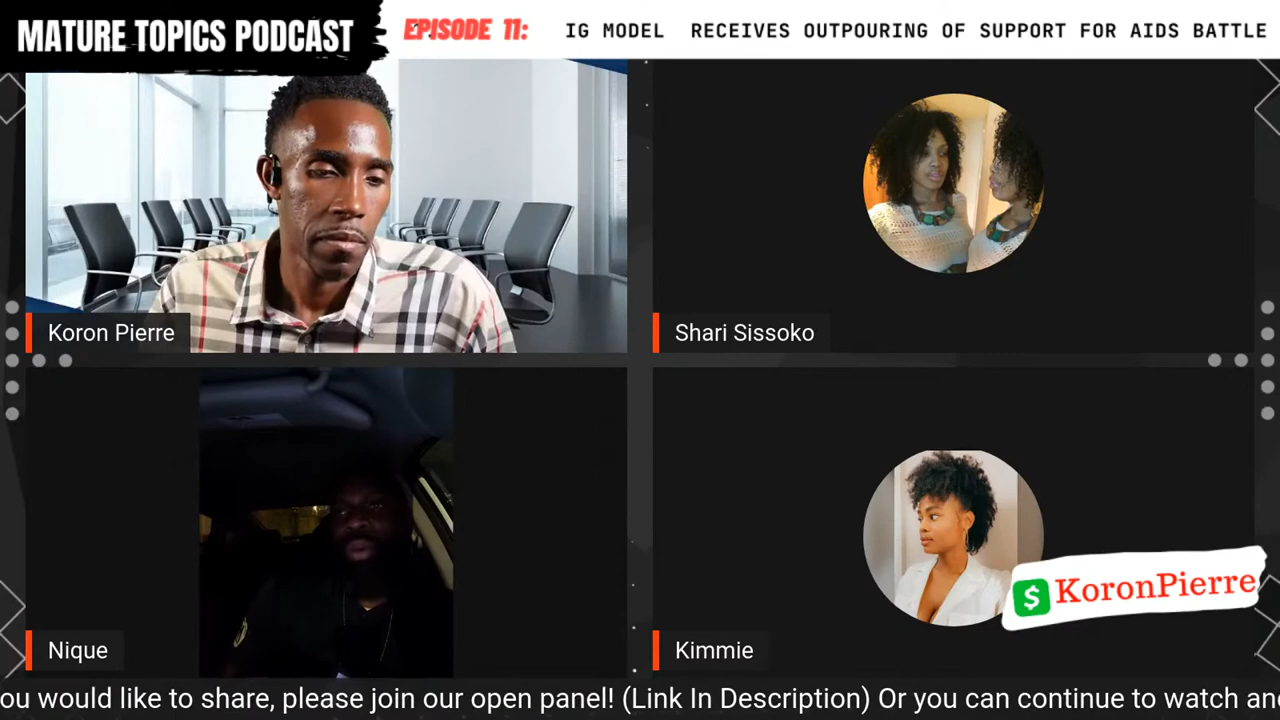 MATURE TOPICS PODCAST
EPISODE 11:
IG MODEL RECEIVES OUTPOURING OF SUPPORT FOR AIDS BATTLE
Koron Pierre
Shari Sissoko
Nique
Kimmie
$ KoronPierre
ou would like to share, please join our open panel! (Link In Description) Or you can continue to watch an